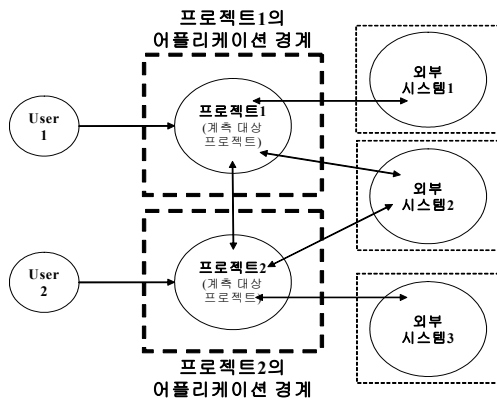 프로젝트1의
어플리케이션 경계
User
1
프로젝트1
(계측 대상
프로젝트)
외부
시스템1
외부
시스템2
User
2
프로젝트2
(계측 대상
프로젝트)
외부
시스템3
프로젝트2의
어플리케이션 경계